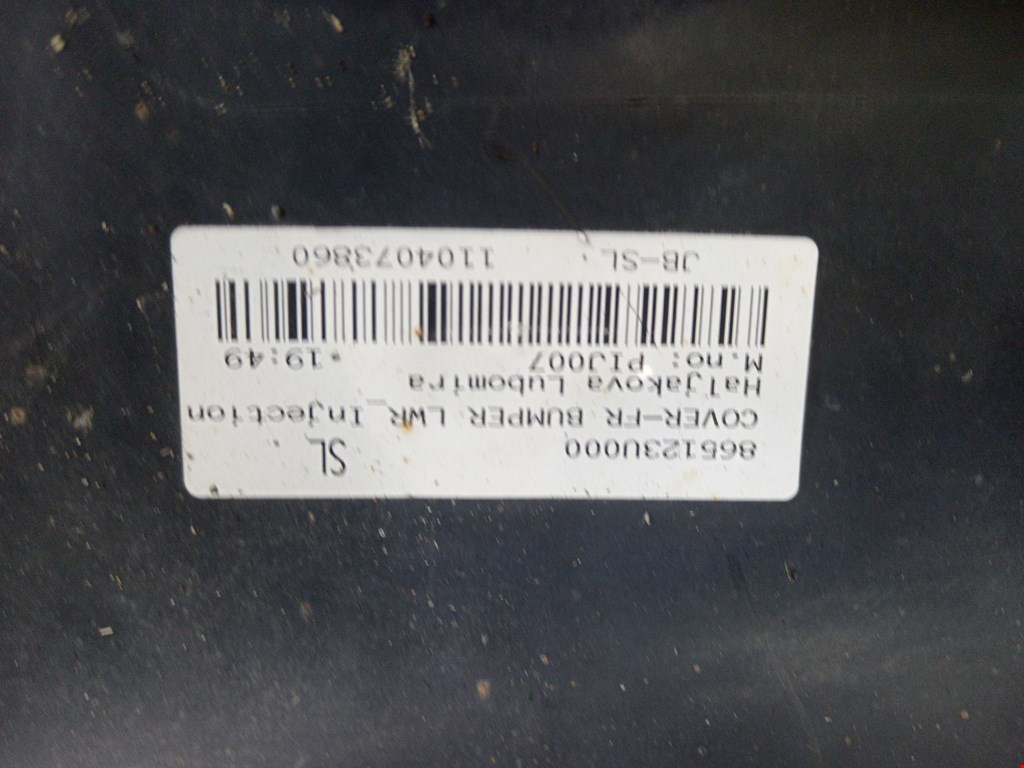 865123U000 SL
COVER-FR BUMPER LWR_Injection
Haljakova Lubomira
M.no: PIJ007 19:49
JB-SL 1104073860